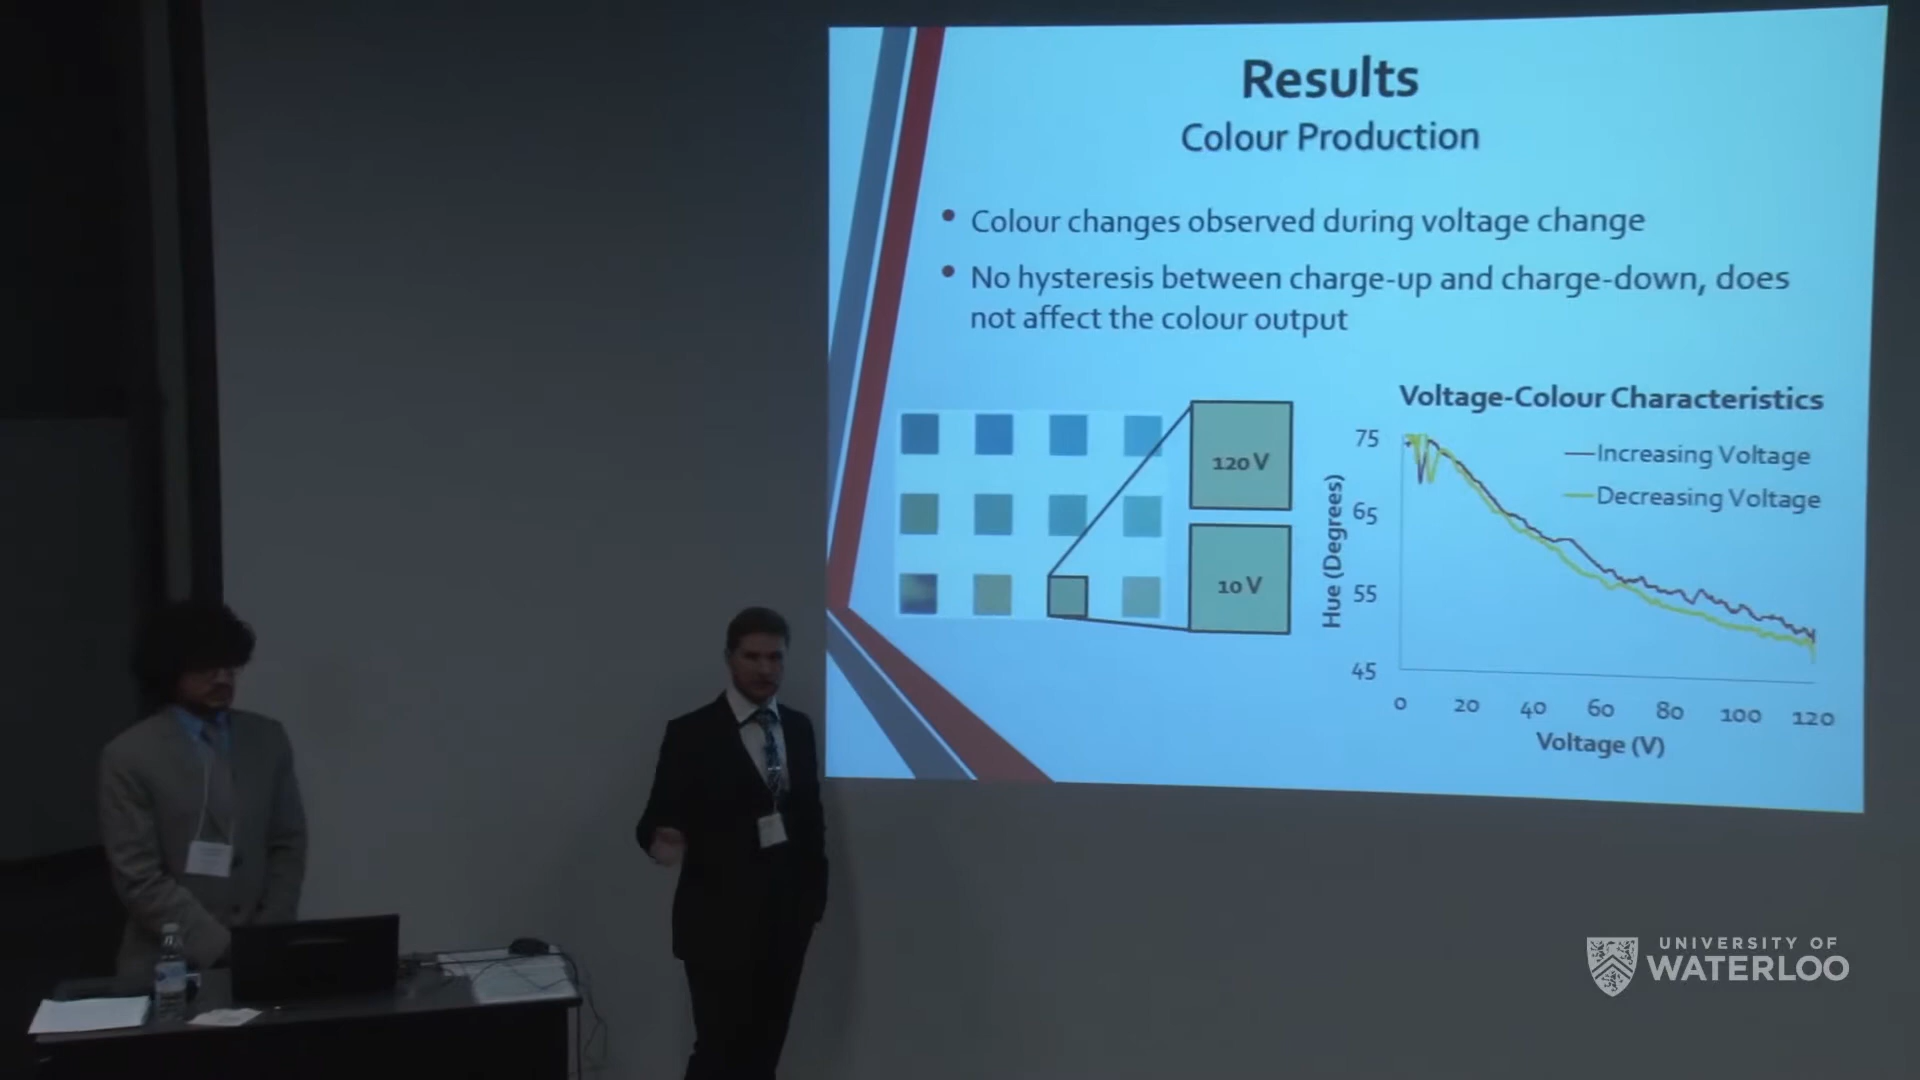 Results
Colour Production
• Colour changes observed during voltage change
• No hysteresis between charge-up and charge-down, does
not affect the colour output
120 V
10 V
Voltage-Colour Characteristics
Increasing Voltage
Decreasing Voltage
Hue (Degrees)
75
65
55
45
0 20 40 60 80 100 120
Voltage (V)
UNIVERSITY OF
WATERLOO